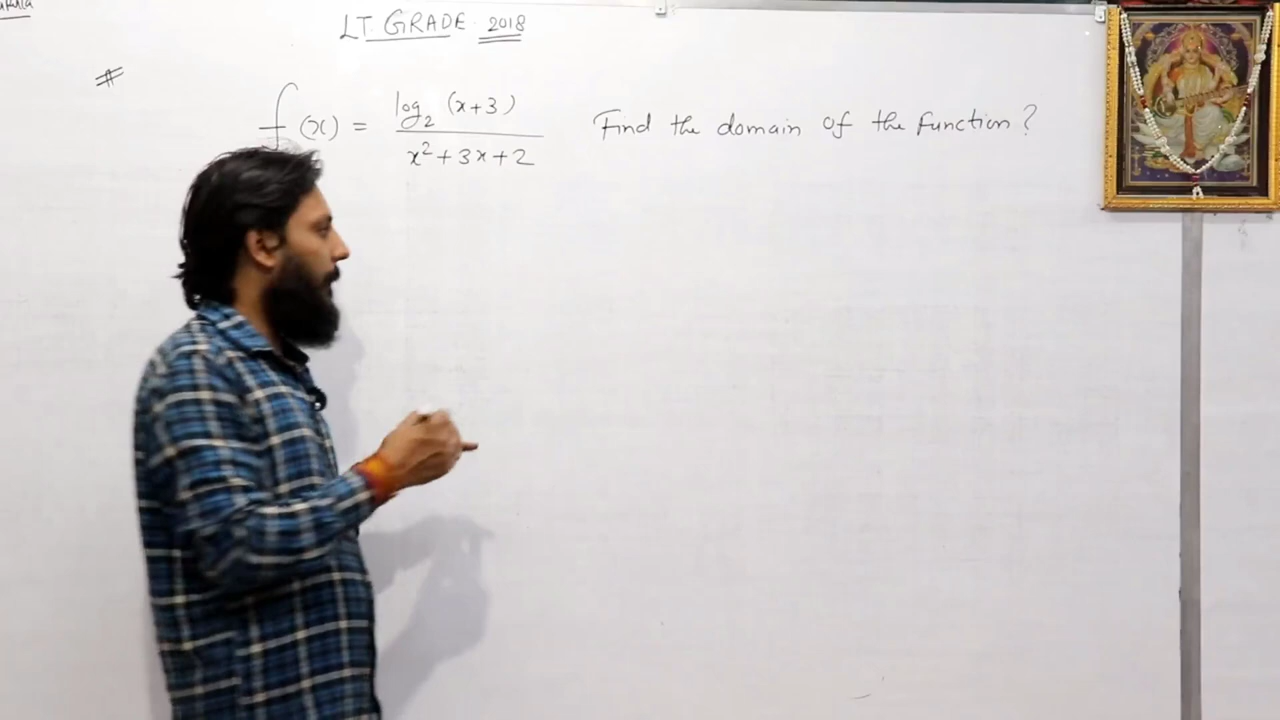 LT GRADE 2018
#
f(x) = log₂ (x+3) / x²+3x+2 Find the domain of the function?